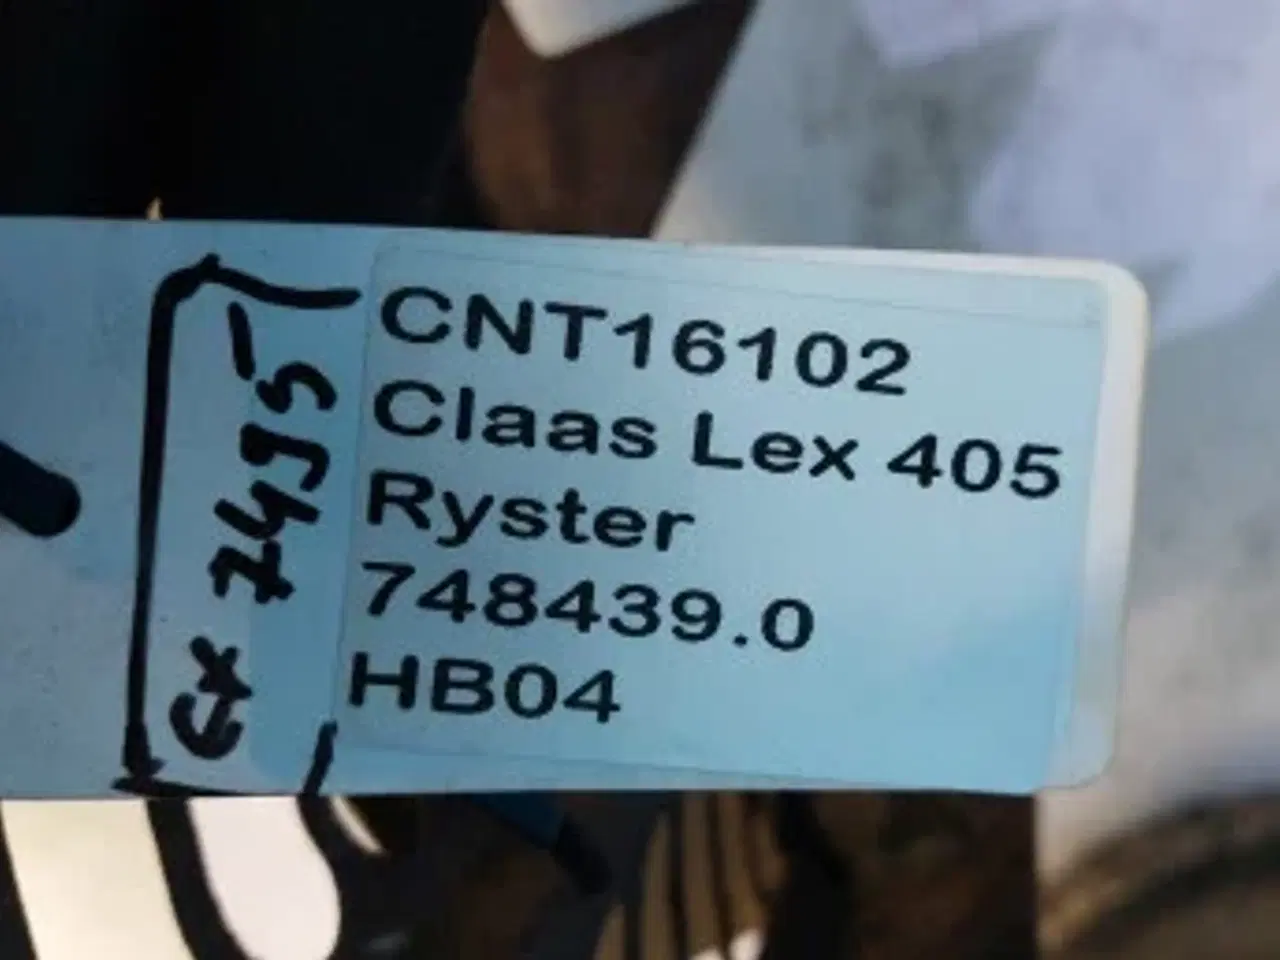 CNT16102
Claas Lex 405
Ryster
748439.0
HB04